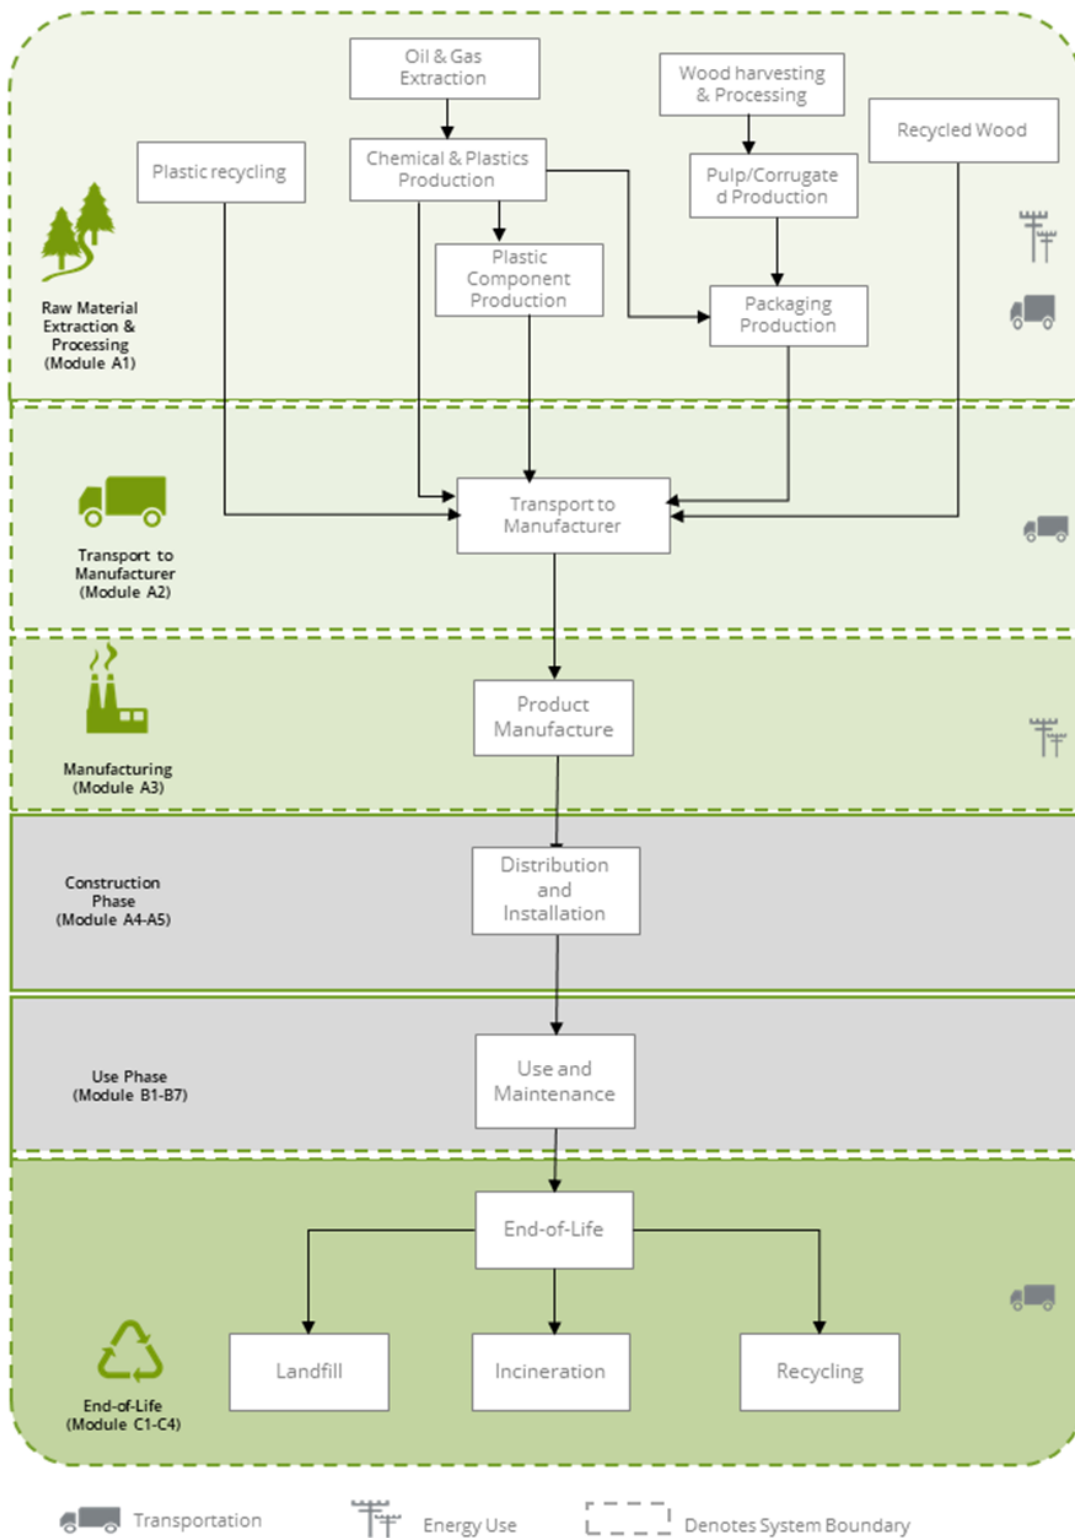 Oil & Gas
Extraction
Wood harvesting
& Processing
Recycled Wood
Plastic recycling
Chemical & Plastics
Production
Pulp/Corrugate
d Production
Plastic
Component
Production
Packaging
Production
Raw Material
Extraction &
Processing
(Module A1)
Transport to
Manufacturer
Transport to
Manufacturer
(Module A2)
Product
Manufacture
Manufacturing
(Module A3)
Distribution
and
Installation
Construction
Phase
(Module A4-A5)
Use and
Maintenance
Use Phase
(Module B1-B7)
End-of-Life
Landfill
Incineration
Recycling
End-of-Life
(Module C1-C4)
Transportation
Energy Use
Denotes System Boundary